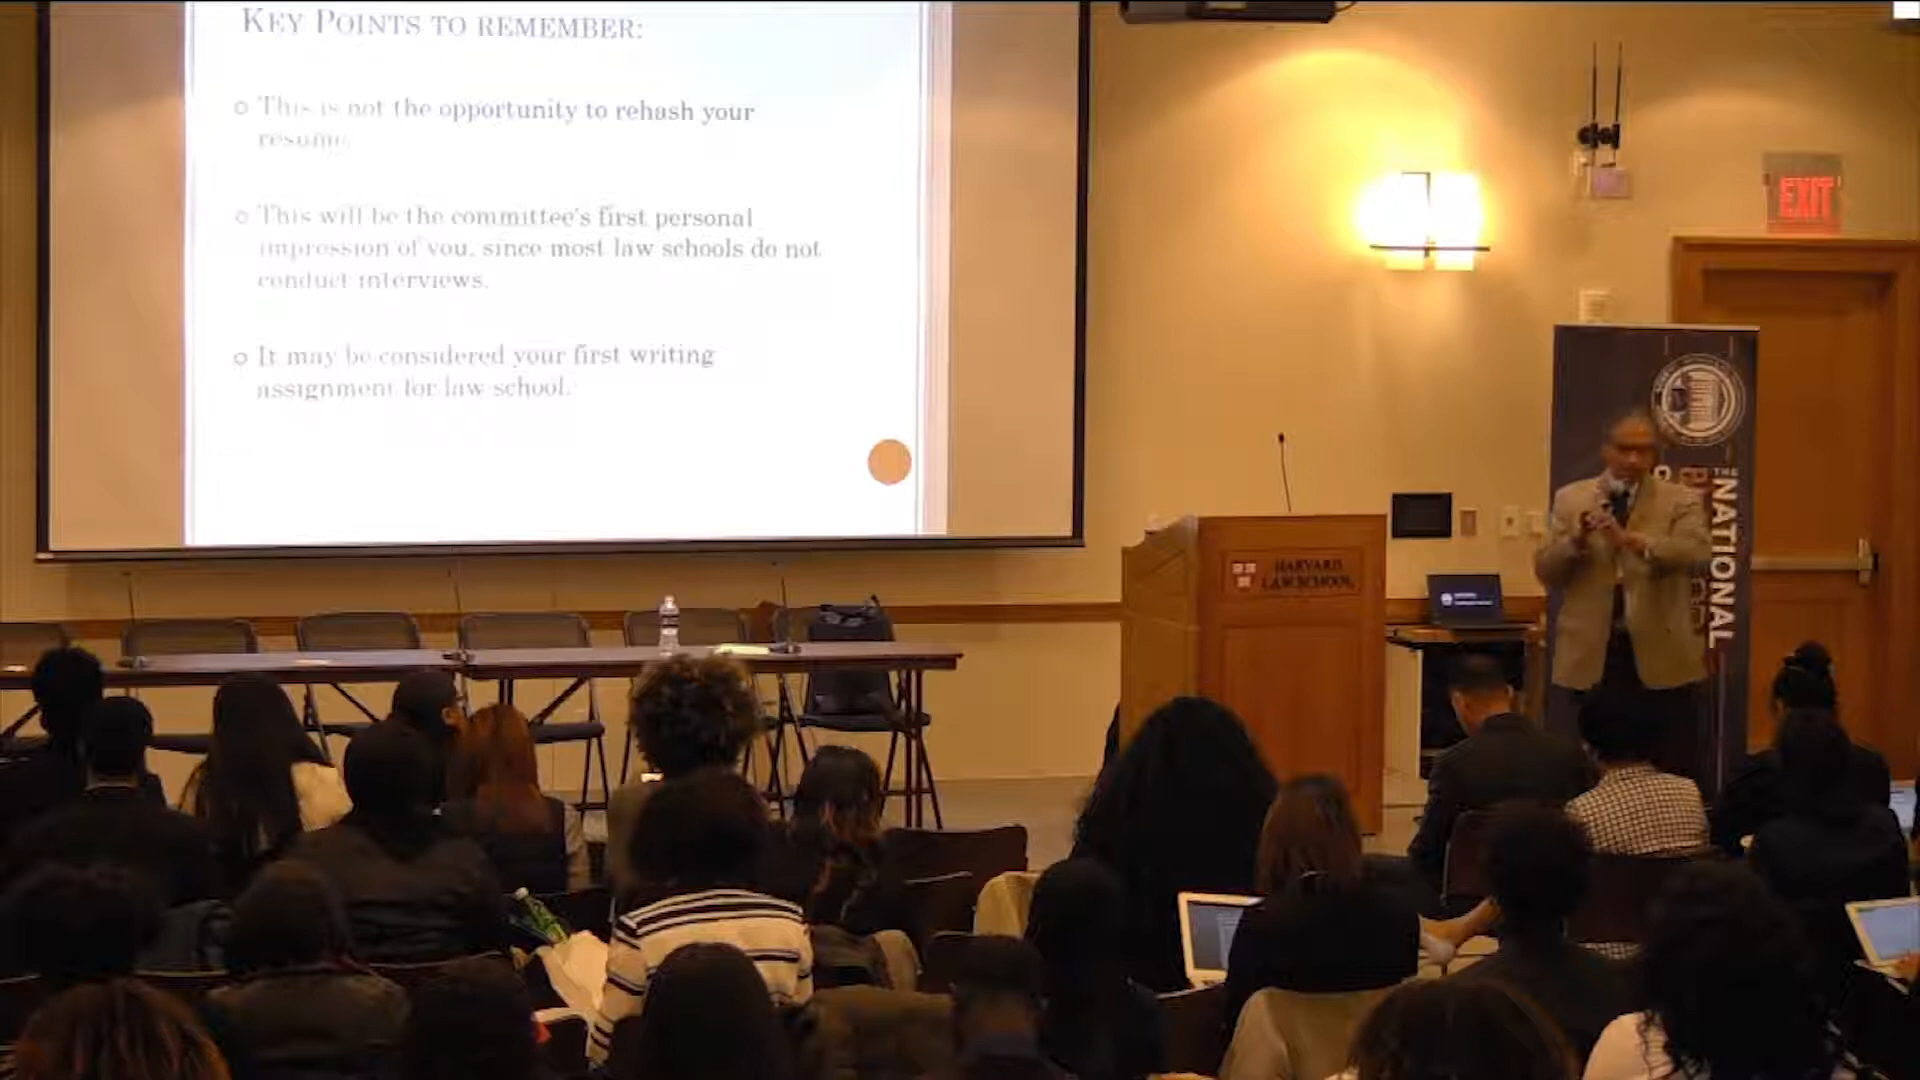 KEY POINTS TO REMEMBER:
This is not the opportunity to rehash your
resume.
This will be the committee's first personal
impression of you, since most law schools do not
conduct interviews.
It may be considered your first writing
assignment for law school.
EXIT
HARVARD
LAW SCHOOL
THE
NATIONAL